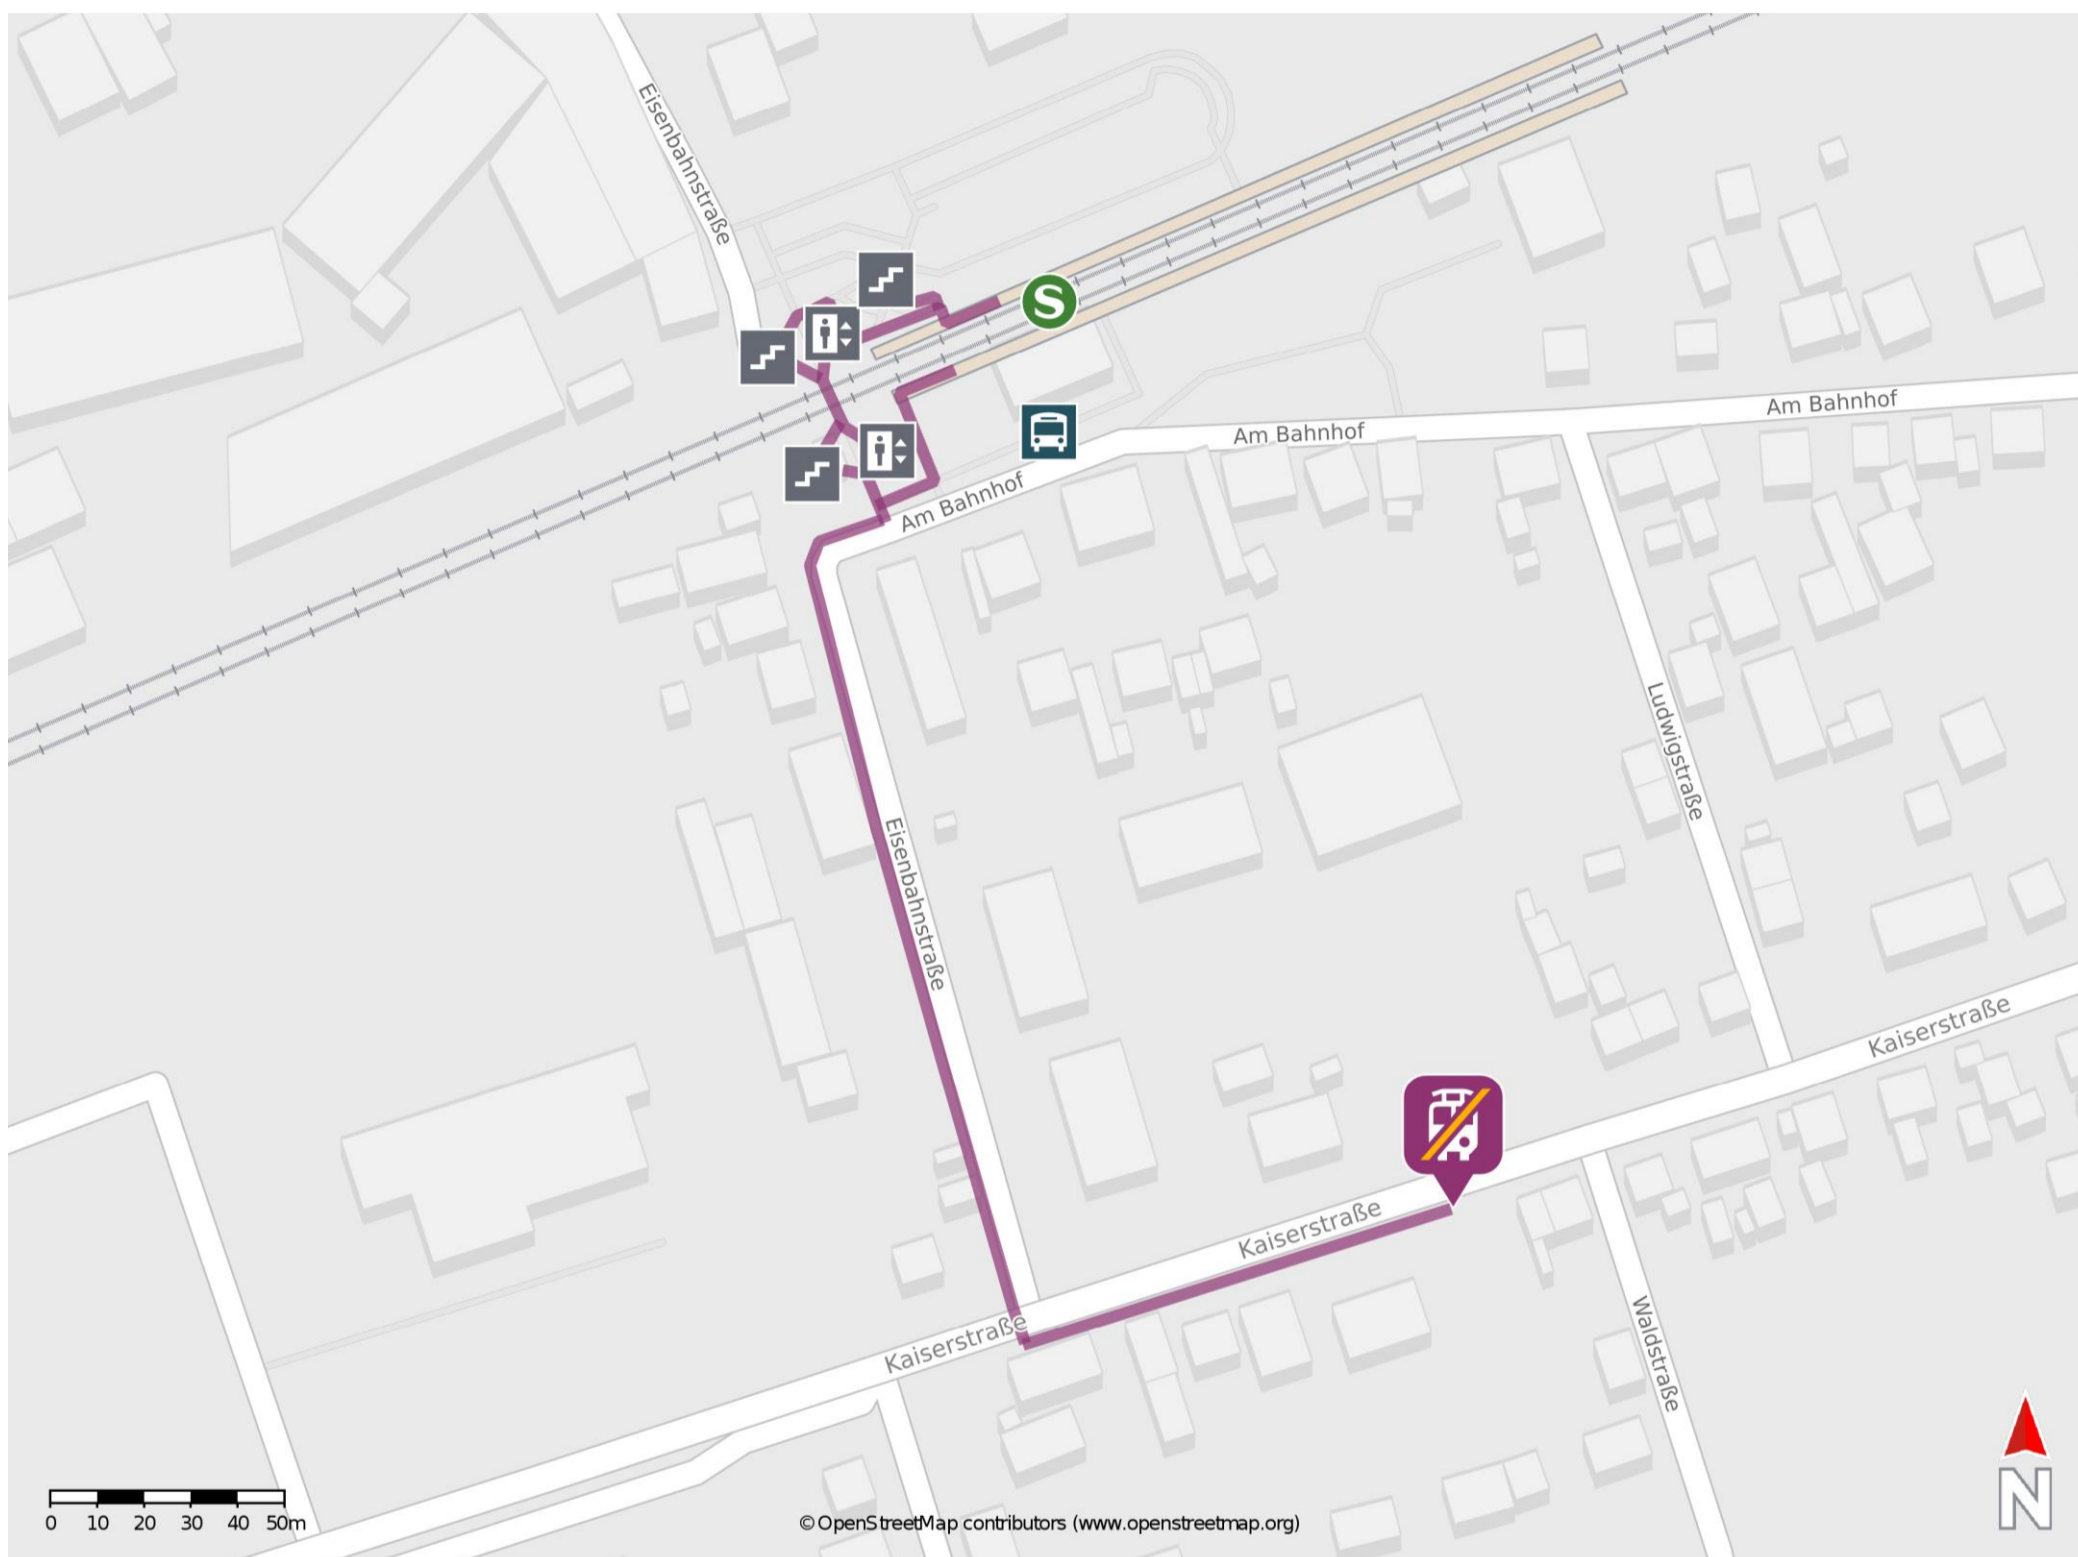 Eisenbahnstraße
S
Am Bahnhof
Am Bahnhof
Am Bahnhof
Ludwigstraße
Eisenbahnstraße
Kaiserstraße
Kaiserstraße
Kaiserstraße
Waldstraße
0 10 20 30 40 50m
© OpenStreetMap contributors (www.openstreetmap.org)
N